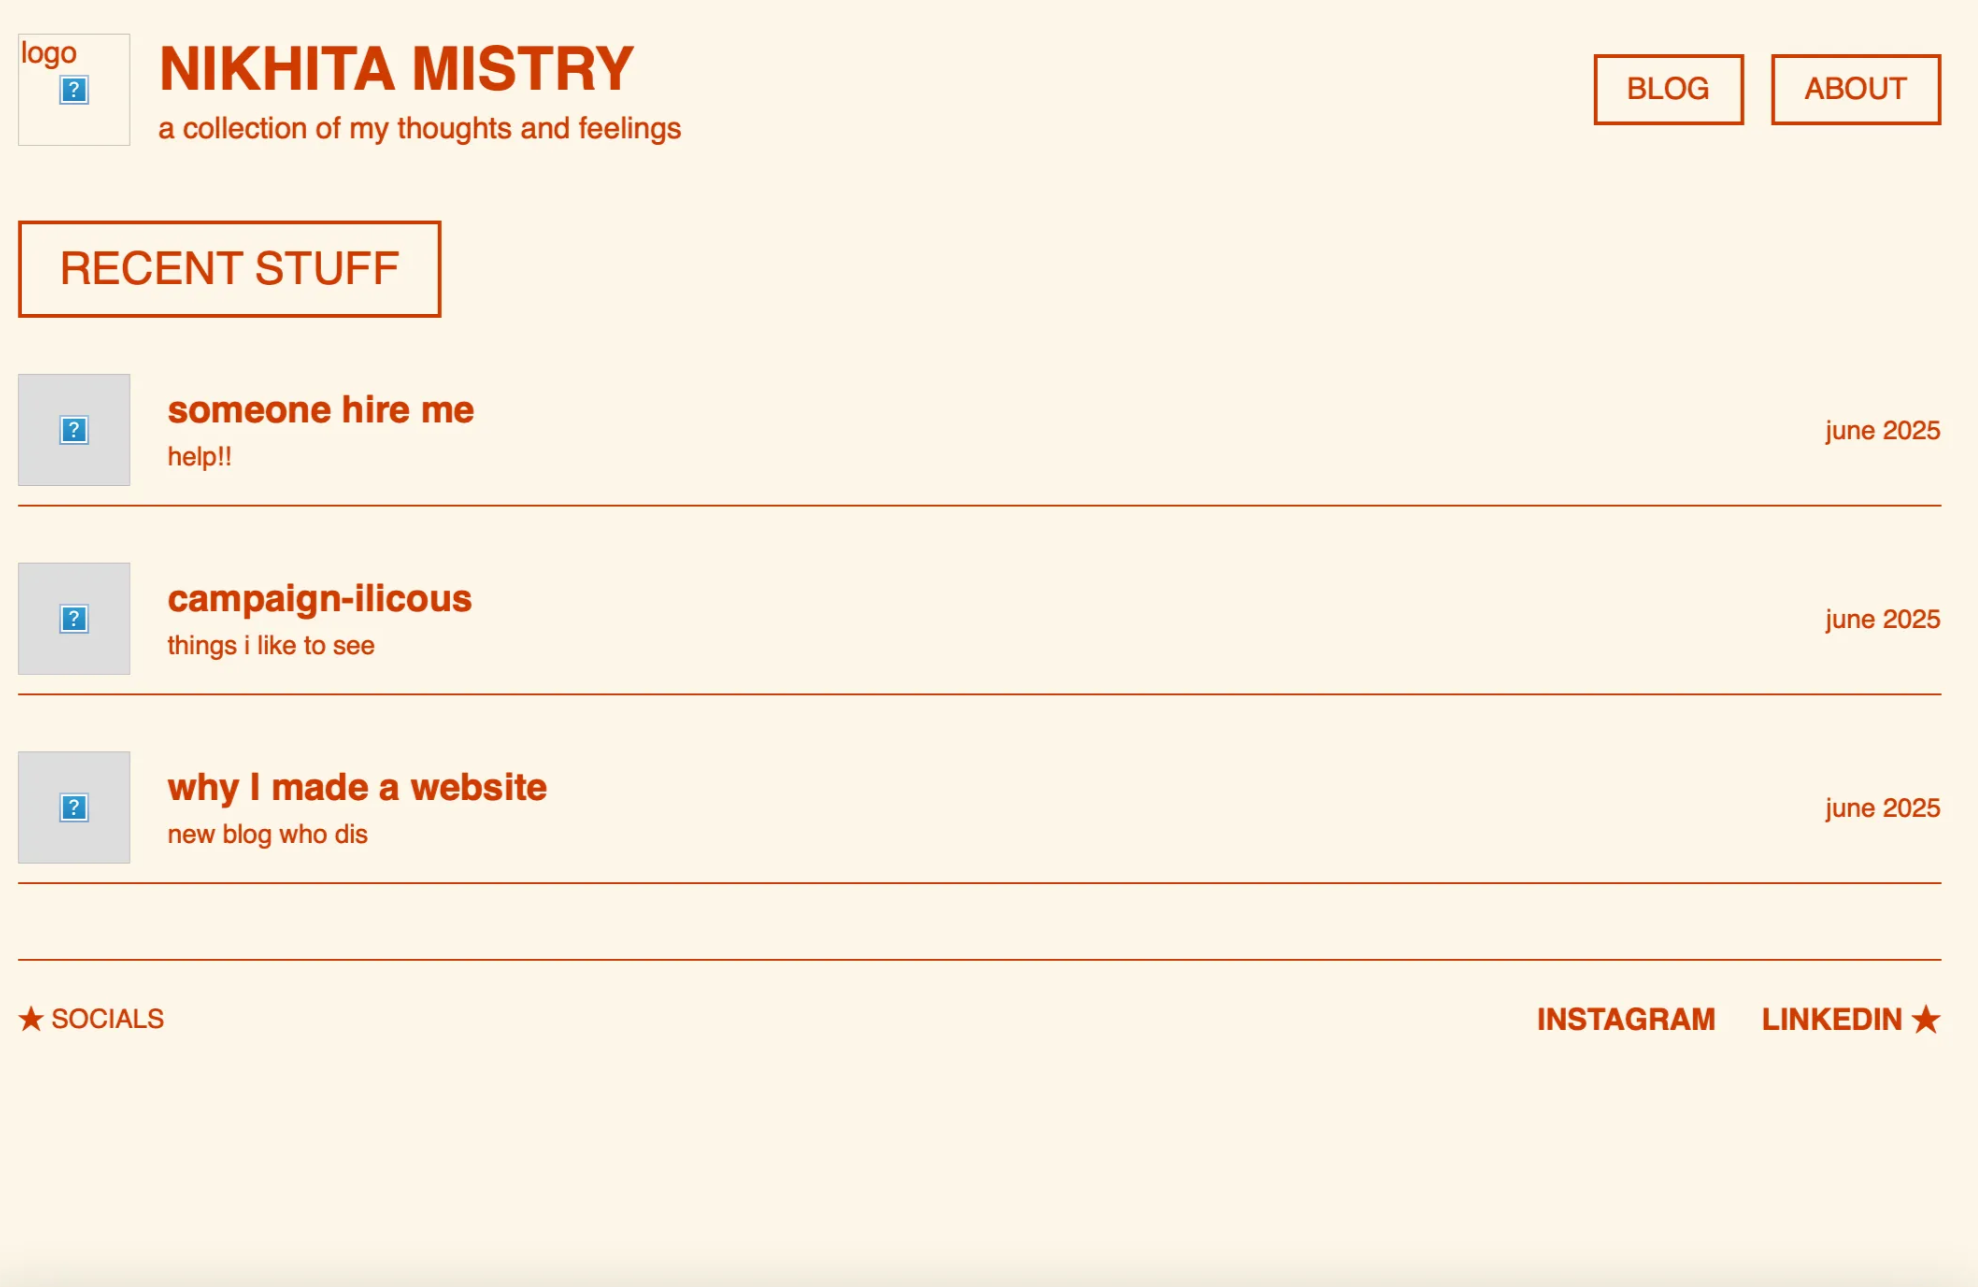 logo
NIKHITA MISTRY
a collection of my thoughts and feelings
BLOG
ABOUT
RECENT STUFF
someone hire me
help!!
june 2025
campaign-ilicous
things i like to see
june 2025
why I made a website
new blog who dis
june 2025
★ SOCIALS
INSTAGRAM
LINKEDIN ★